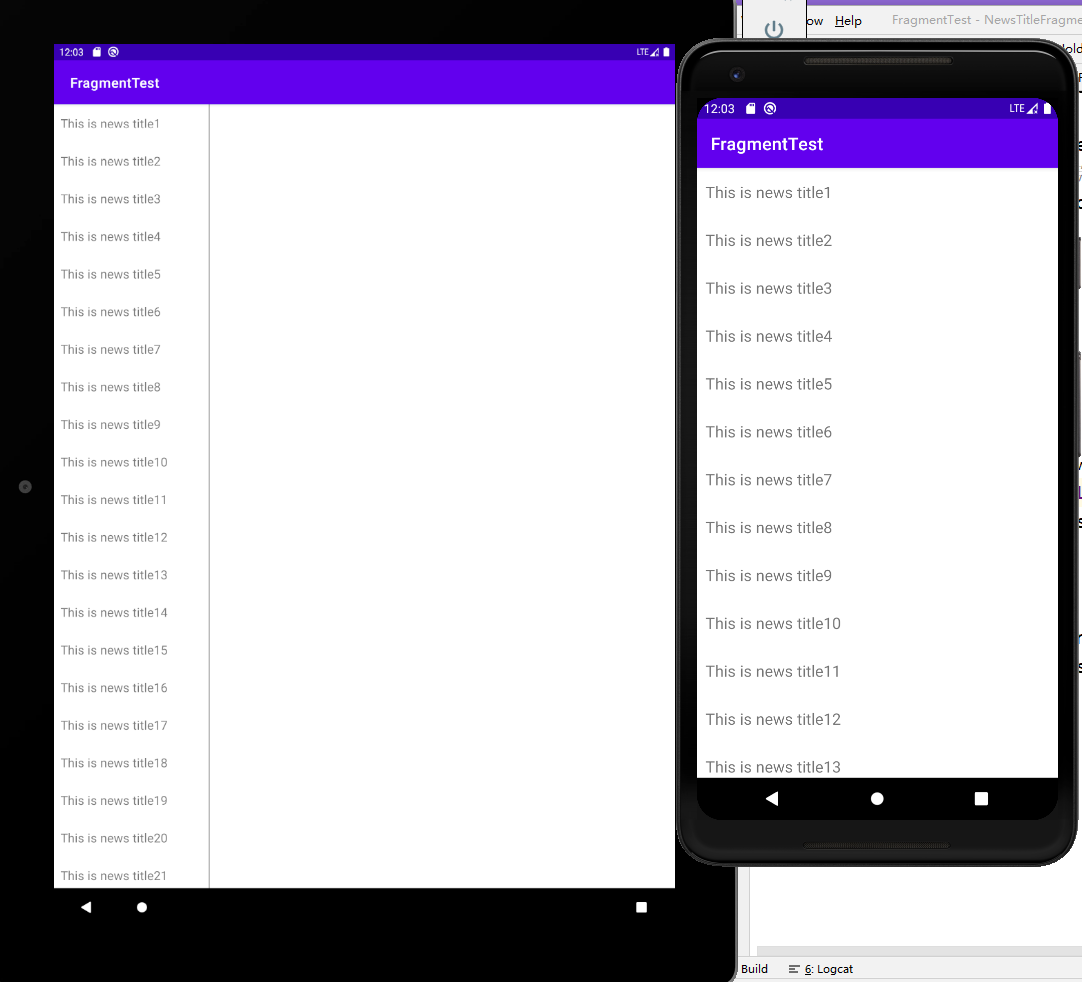 12:03
LTE
FragmentTest
This is news title1
This is news title2
This is news title3
This is news title4
This is news title5
This is news title6
This is news title7
This is news title8
This is news title9
This is news title10
This is news title11
This is news title12
This is news title13
This is news title14
This is news title15
This is news title16
This is news title17
This is news title18
This is news title19
This is news title20
This is news title21
ow Help FragmentTest - NewsTitleFragme
12:03
LTE
FragmentTest
This is news title1
This is news title2
This is news title3
This is news title4
This is news title5
This is news title6
This is news title7
This is news title8
This is news title9
This is news title10
This is news title11
This is news title12
This is news title13
Build 6: Logcat